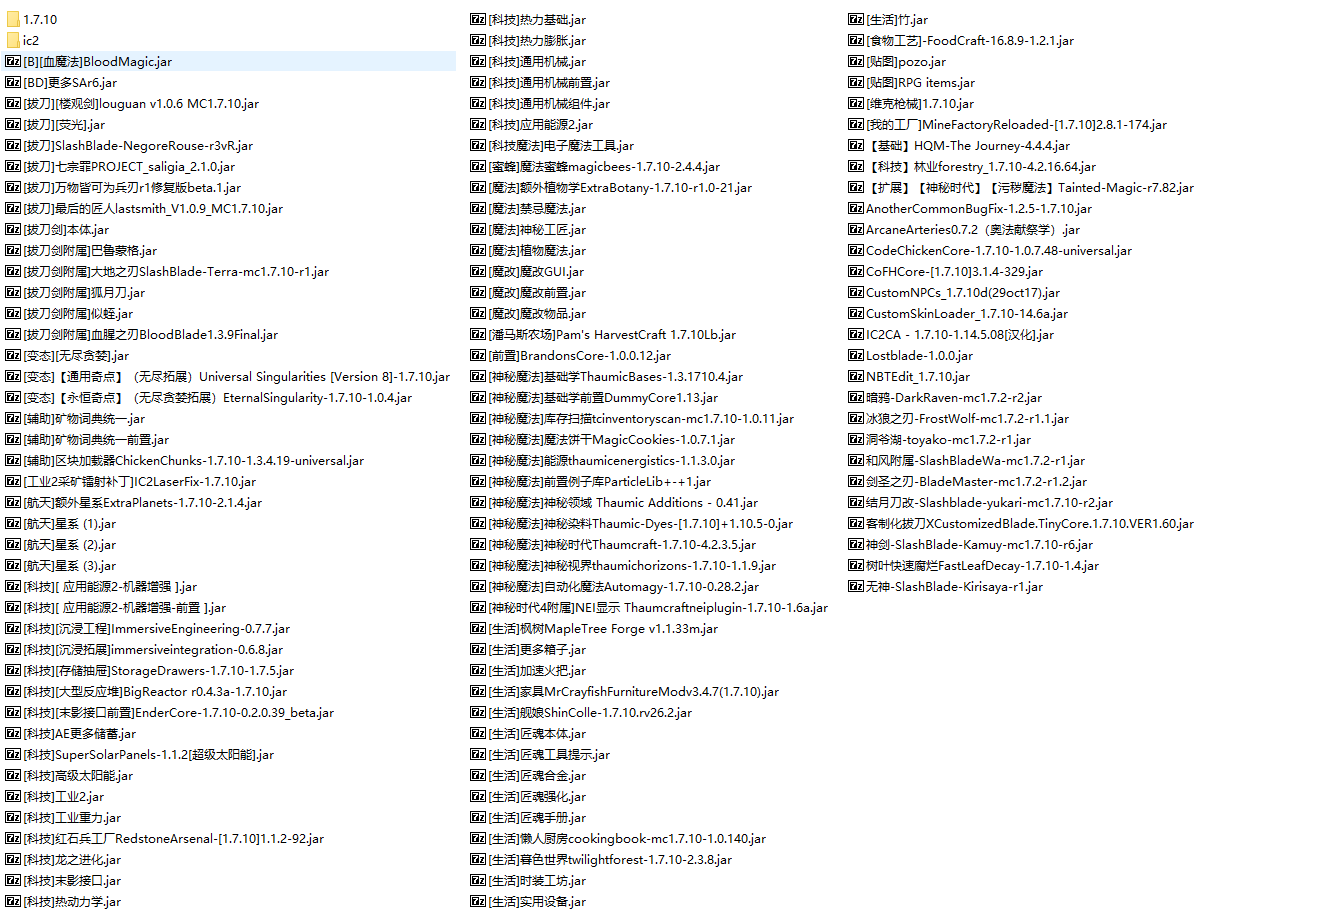 1.7.10
ic2
[B][血魔法]BloodMagic.jar
[BD]更多SAr6.jar
[拔刀][楼观剑]louguan v1.0.6 MC1.7.10.jar
[拔刀][荧光].jar
[拔刀]SlashBlade-NegoreRouse-r3vR.jar
[拔刀]七宗罪PROJECT_saligia_2.1.0.jar
[拔刀]万物皆可为兵刃r1修复版beta.1.jar
[拔刀]最后的匠人lastsmith_V1.0.9_MC1.7.10.jar
[拔刀剑]本体.jar
[拔刀剑附属]巴鲁蒙格.jar
[拔刀剑附属]大地之刃SlashBlade-Terra-mc1.7.10-r1.jar
[拔刀剑附属]狐月刀.jar
[拔刀剑附属]似蛭.jar
[拔刀剑附属]血腥之刃BloodBlade1.3.9Final.jar
[变态][无尽贪婪].jar
[变态]【通用奇点】（无尽拓展）Universal Singularities [Version 8]-1.7.10.jar
[变态]【永恒奇点】（无尽贪婪拓展）EternalSingularity-1.7.10-1.0.4.jar
[辅助]矿物词典统一.jar
[辅助]矿物词典统一前置.jar
[辅助]区块加载器ChickenChunks-1.7.10-1.3.4.19-universal.jar
[工业2采矿镭射补丁]IC2LaserFix-1.7.10.jar
[航天]额外星系ExtraPlanets-1.7.10-2.1.4.jar
[航天]星系 (1).jar
[航天]星系 (2).jar
[航天]星系 (3).jar
[科技][ 应用能源2-机器增强 ].jar
[科技][ 应用能源2-机器增强-前置 ].jar
[科技][沉浸工程]ImmersiveEngineering-0.7.7.jar
[科技][沉浸拓展]immersiveintegration-0.6.8.jar
[科技][存储抽屉]StorageDrawers-1.7.10-1.7.5.jar
[科技][大型反应堆]BigReactor r0.4.3a-1.7.10.jar
[科技][末影接口前置]EnderCore-1.7.10-0.2.0.39_beta.jar
[科技]AE更多储蓄.jar
[科技]SuperSolarPanels-1.1.2[超级太阳能].jar
[科技]高级太阳能.jar
[科技]工业2.jar
[科技]工业重力.jar
[科技]红石兵工厂RedstoneArsenal-[1.7.10]1.1.2-92.jar
[科技]龙之进化.jar
[科技]末影接口.jar
[科技]热动力学.jar
[科技]热力基础.jar
[科技]热力膨胀.jar
[科技]通用机械.jar
[科技]通用机械前置.jar
[科技]通用机械组件.jar
[科技]应用能源2.jar
[科技魔法]电子魔法工具.jar
[蜜蜂]魔法蜜蜂magicbees-1.7.10-2.4.4.jar
[魔法]额外植物学ExtraBotany-1.7.10-r1.0-21.jar
[魔法]禁忌魔法.jar
[魔法]神秘工匠.jar
[魔法]植物魔法.jar
[魔改]魔改GUI.jar
[魔改]魔改前置.jar
[魔改]魔改物品.jar
[潘马斯农场]Pam's HarvestCraft 1.7.10Lb.jar
[前置]BrandonsCore-1.0.0.12.jar
[神秘魔法]基础学ThaumicBases-1.3.1710.4.jar
[神秘魔法]基础学前置DummyCore1.13.jar
[神秘魔法]库存扫描tcinventoryscan-mc1.7.10-1.0.11.jar
[神秘魔法]魔法饼干MagicCookies-1.0.7.1.jar
[神秘魔法]能源thaumicenergistics-1.1.3.0.jar
[神秘魔法]前置例子库ParticleLib+-+1.jar
[神秘魔法]神秘领域 Thaumic Additions - 0.41.jar
[神秘魔法]神秘染料Thaumic-Dyes-[1.7.10]+1.10.5-0.jar
[神秘魔法]神秘时代Thaumcraft-1.7.10-4.2.3.5.jar
[神秘魔法]神秘视界thaumichorizons-1.7.10-1.1.9.jar
[神秘魔法]自动化魔法Automagy-1.7.10-0.28.2.jar
[神秘时代4附属]NEI显示 Thaumcraftneiplugin-1.7.10-1.6a.jar
[生活]枫树MapleTree Forge v1.1.33m.jar
[生活]更多箱子.jar
[生活]加速火把.jar
[生活]家具MrCrayfishFurnitureModv3.4.7(1.7.10).jar
[生活]舰娘ShinColle-1.7.10.rv26.2.jar
[生活]匠魂本体.jar
[生活]匠魂工具提示.jar
[生活]匠魂合金.jar
[生活]匠魂强化.jar
[生活]匠魂手册.jar
[生活]懒人厨房cookingbook-mc1.7.10-1.0.140.jar
[生活]暮色世界twilightforest-1.7.10-2.3.8.jar
[生活]时装工坊.jar
[生活]实用设备.jar
[生活]竹.jar
[食物工艺]-FoodCraft-16.8.9-1.2.1.jar
[贴图]pozo.jar
[贴图]RPG items.jar
[维克枪械]1.7.10.jar
[我的工厂]MineFactoryReloaded-[1.7.10]2.8.1-174.jar
【基础】HQM-The Journey-4.4.4.jar
【科技】林业forestry_1.7.10-4.2.16.64.jar
【扩展】【神秘时代】【污秽魔法】Tainted-Magic-r7.82.jar
AnotherCommonBugFix-1.2.5-1.7.10.jar
ArcaneArteries0.7.2（奥法献祭学）.jar
CodeChickenCore-1.7.10-1.0.7.48-universal.jar
CoFHCore-[1.7.10]3.1.4-329.jar
CustomNPCs_1.7.10d(29oct17).jar
CustomSkinLoader_1.7.10-14.6a.jar
IC2CA - 1.7.10-1.14.5.08[汉化].jar
Lostblade-1.0.0.jar
NBTEdit_1.7.10.jar
暗鸦-DarkRaven-mc1.7.2-r2.jar
冰狼之刃-FrostWolf-mc1.7.2-r1.1.jar
洞爷湖-toyako-mc1.7.2-r1.jar
和风附属-SlashBladeWa-mc1.7.2-r1.jar
剑圣之刃-BladeMaster-mc1.7.2-r1.2.jar
结月刀改-Slashblade-yukari-mc1.7.10-r2.jar
客制化拔刀XCustomizedBlade.TinyCore.1.7.10.VER1.60.jar
神剑-SlashBlade-Kamuy-mc1.7.10-r6.jar
树叶快速腐烂FastLeafDecay-1.7.10-1.4.jar
无神-SlashBlade-Kirisaya-r1.jar